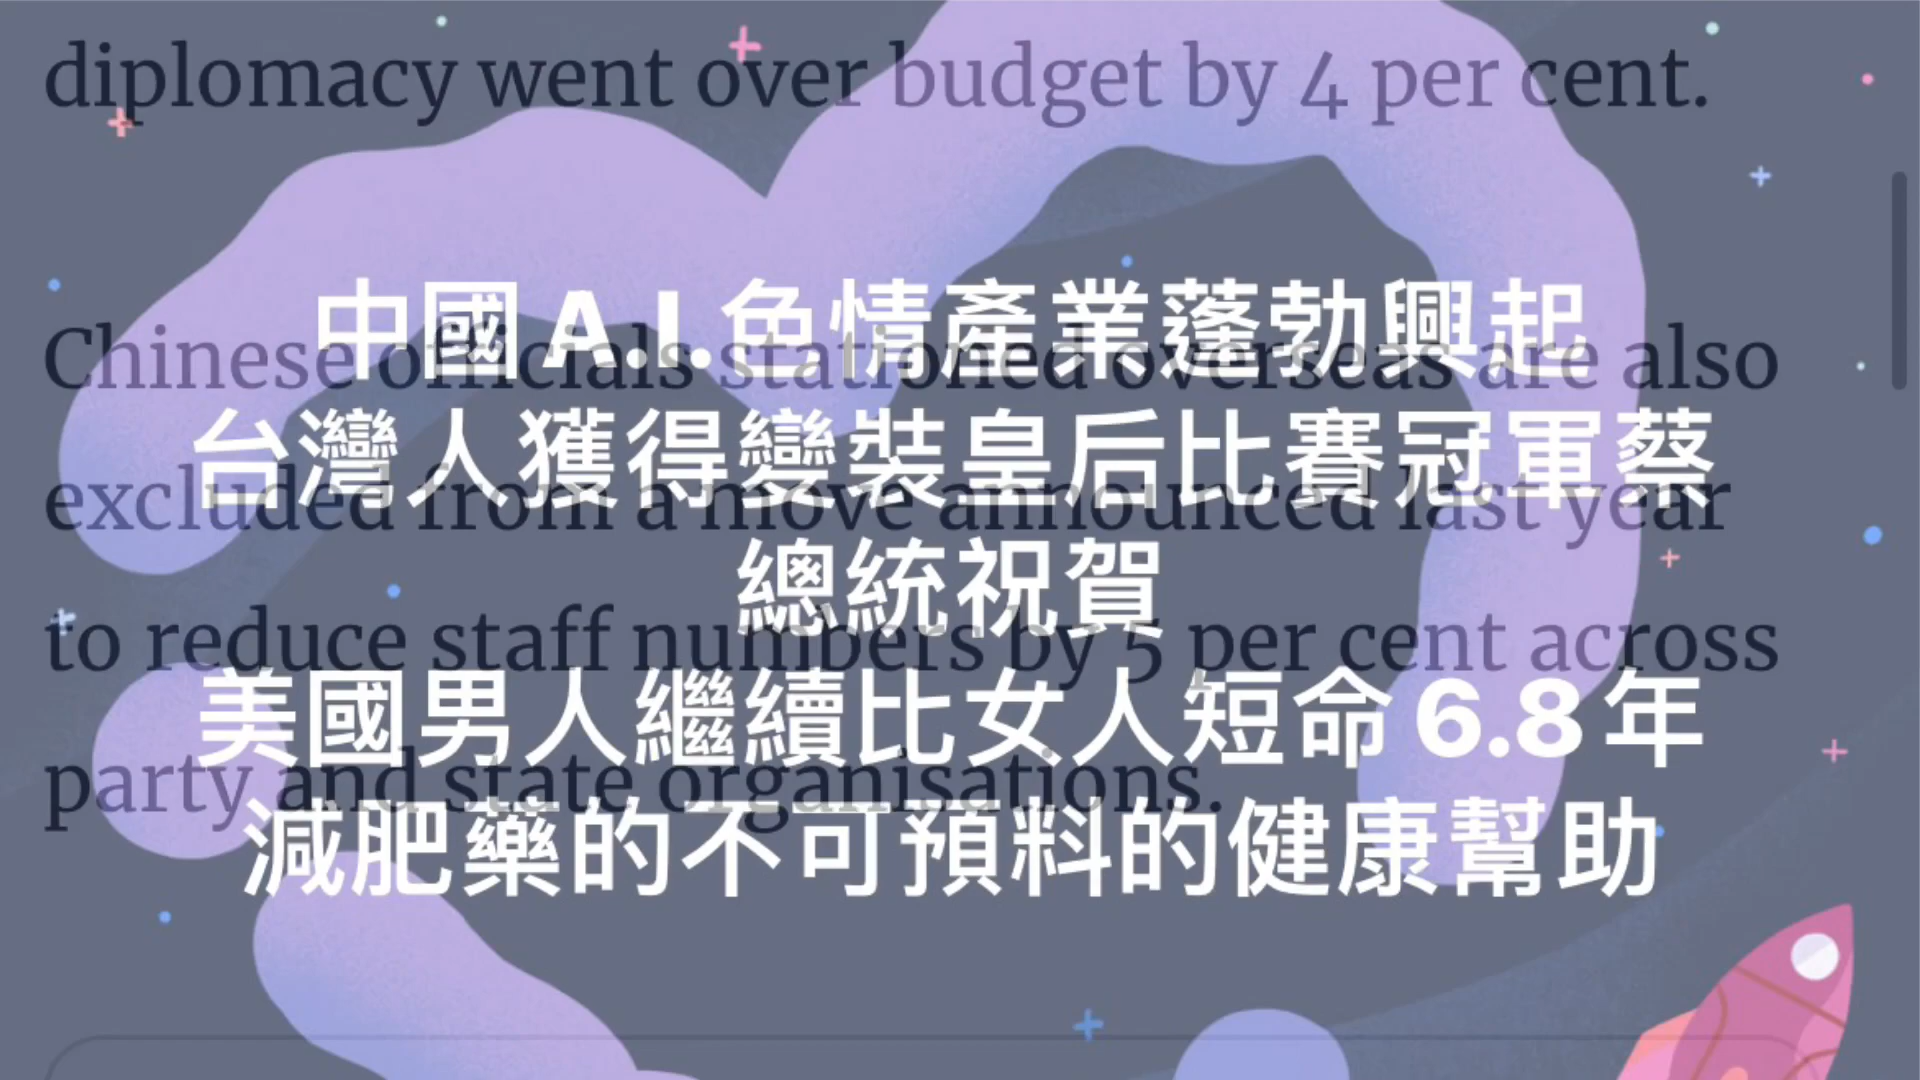 diplomacy went over budget by 4 per cent.
中國 A.I.色情產業蓬勃興起
Chinese officials stationed overseas are also
台灣人獲得變裝皇后比賽冠軍蔡
excluded from a move announced last year
總統祝賀
to reduce staff numbers by 5 per cent across
美國男人繼續比女人短命 6.8 年
party and state organisations.
減肥藥的不可預料的健康幫助